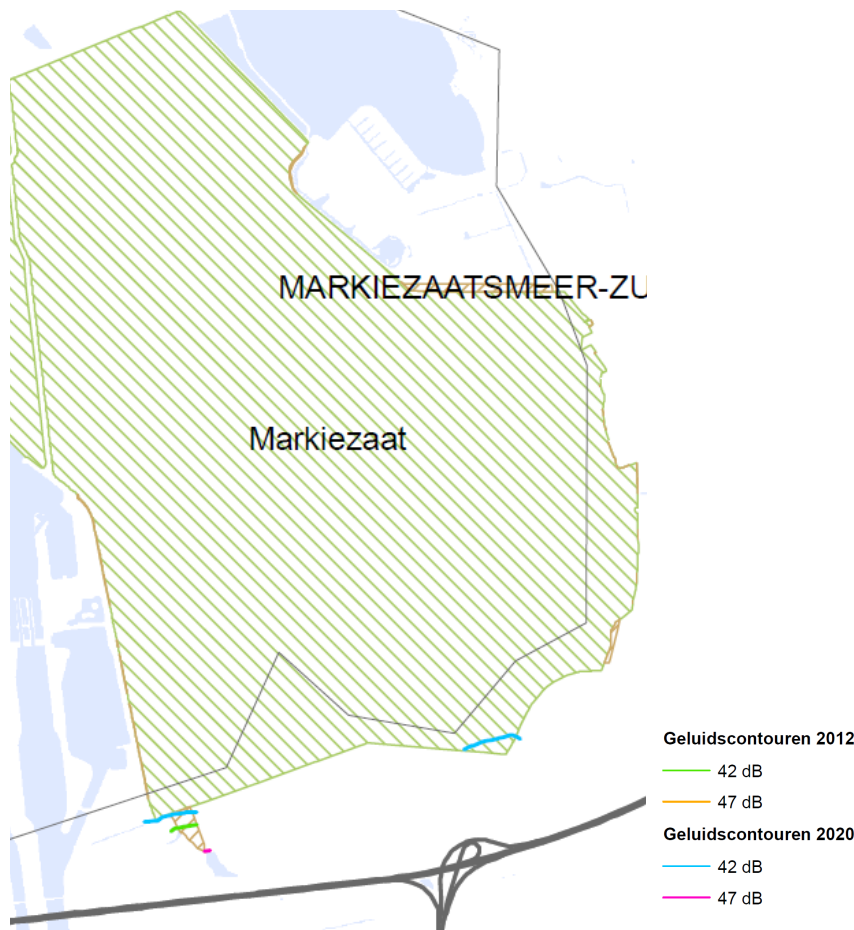 MARKIEZAATSMEER-ZU
Markiezaat
Geluidscontouren 2012
42 dB
47 dB
Geluidscontouren 2020
42 dB
47 dB